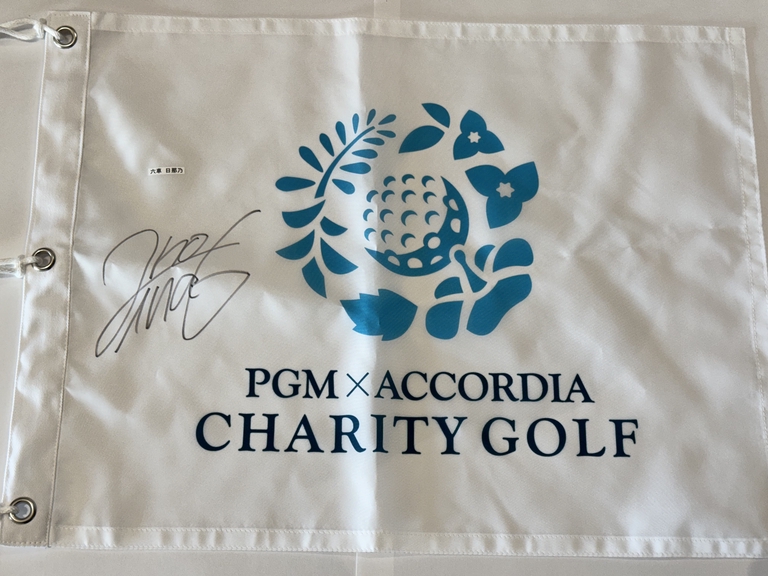 六車 日那乃
PGM×ACCORDIA
CHARITY GOLF